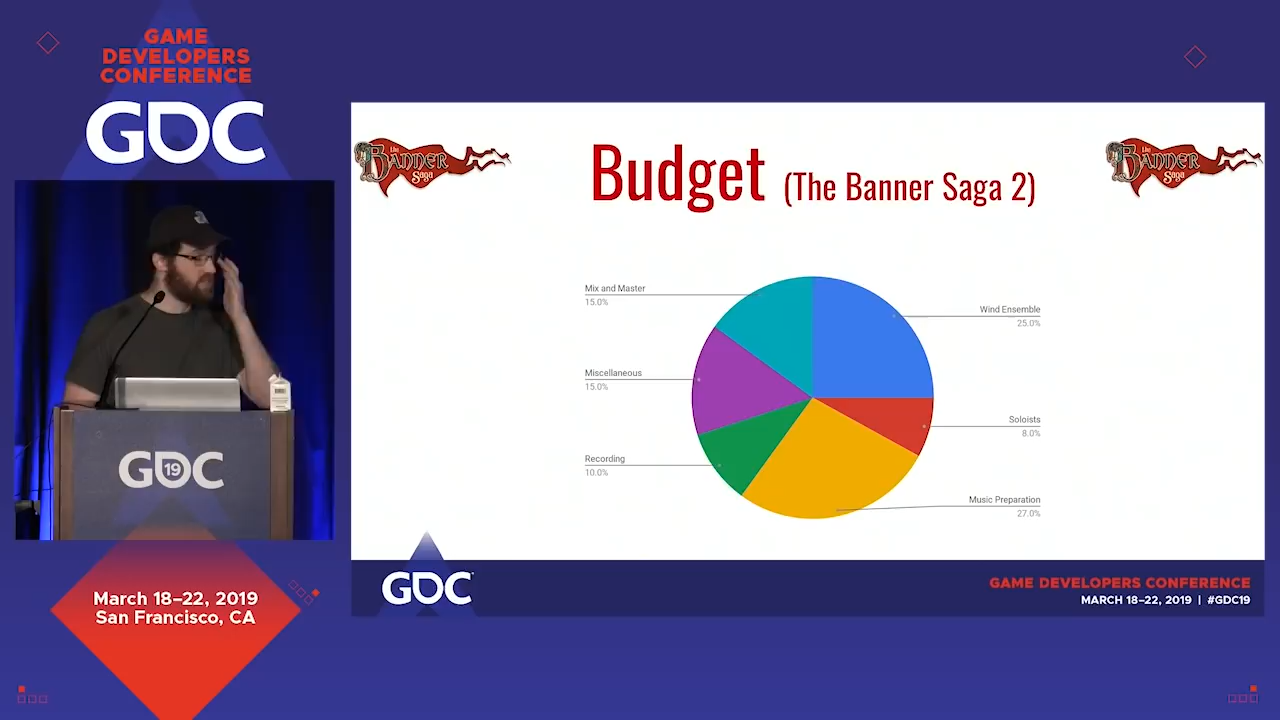 GAME
DEVELOPERS
CONFERENCE
GDC
the
BANNER
Saga
Budget (The Banner Saga 2)
the
BANNER
Saga
Mix and Master
15.0%
Wind Ensemble
25.0%
Miscellaneous
15.0%
Soloists
8.0%
Recording
10.0%
Music Preparation
27.0%
GDC
19
March 18–22, 2019
San Francisco, CA
GDC
GAME DEVELOPERS CONFERENCE
MARCH 18–22, 2019 | #GDC19